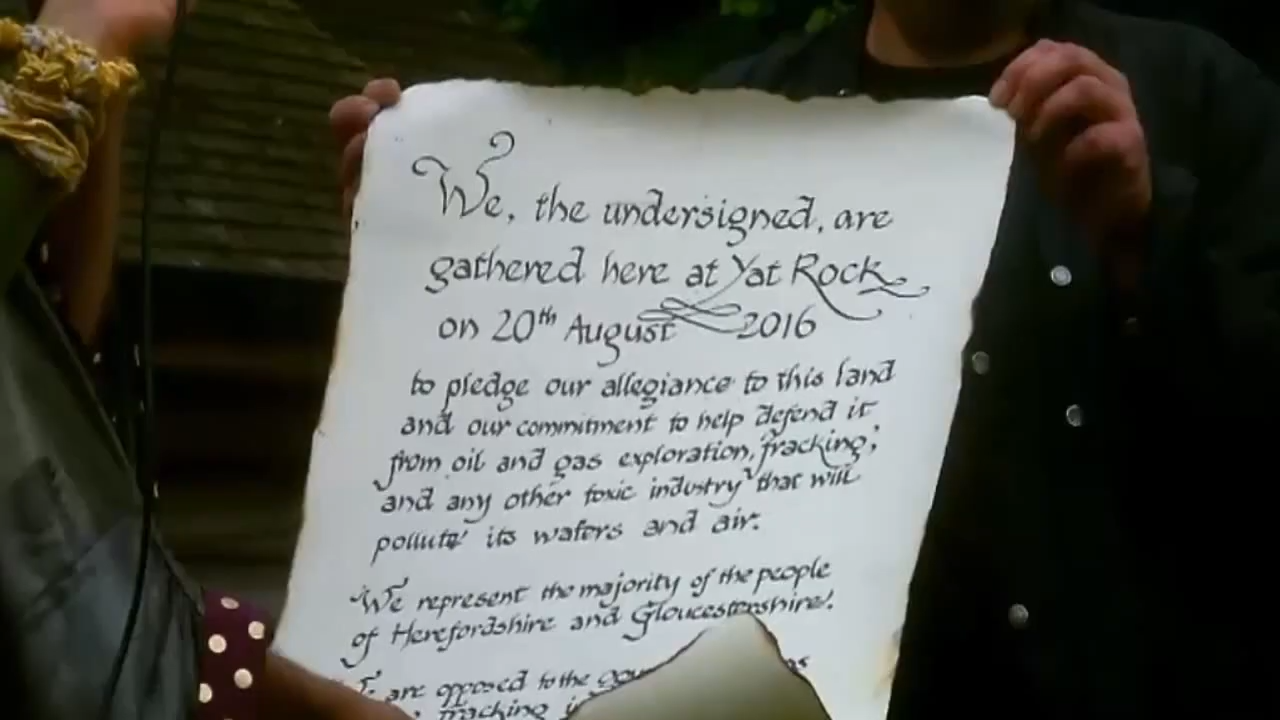 We, the undersigned, are
gathered here at Yat Rock
on 20th August 2016
to pledge our allegiance to this land
and our commitment to help defend it
from oil and gas exploration, fracking,
and any other toxic industry that will
pollute its waters and air.
We represent the majority of the people
of Herefordshire and Gloucestershire.
are opposed to the
fracking